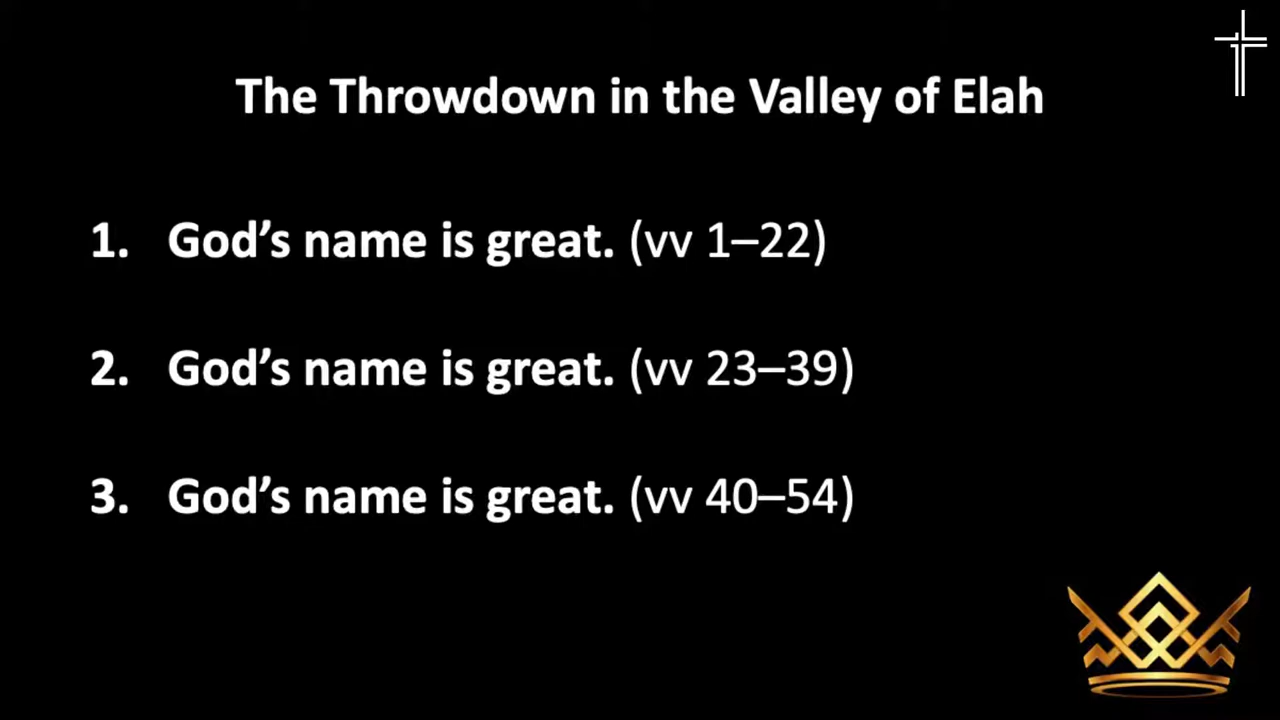 The Throwdown in the Valley of Elah
1. God’s name is great. (vv 1–22)
2. God’s name is great. (vv 23–39)
3. God’s name is great. (vv 40–54)